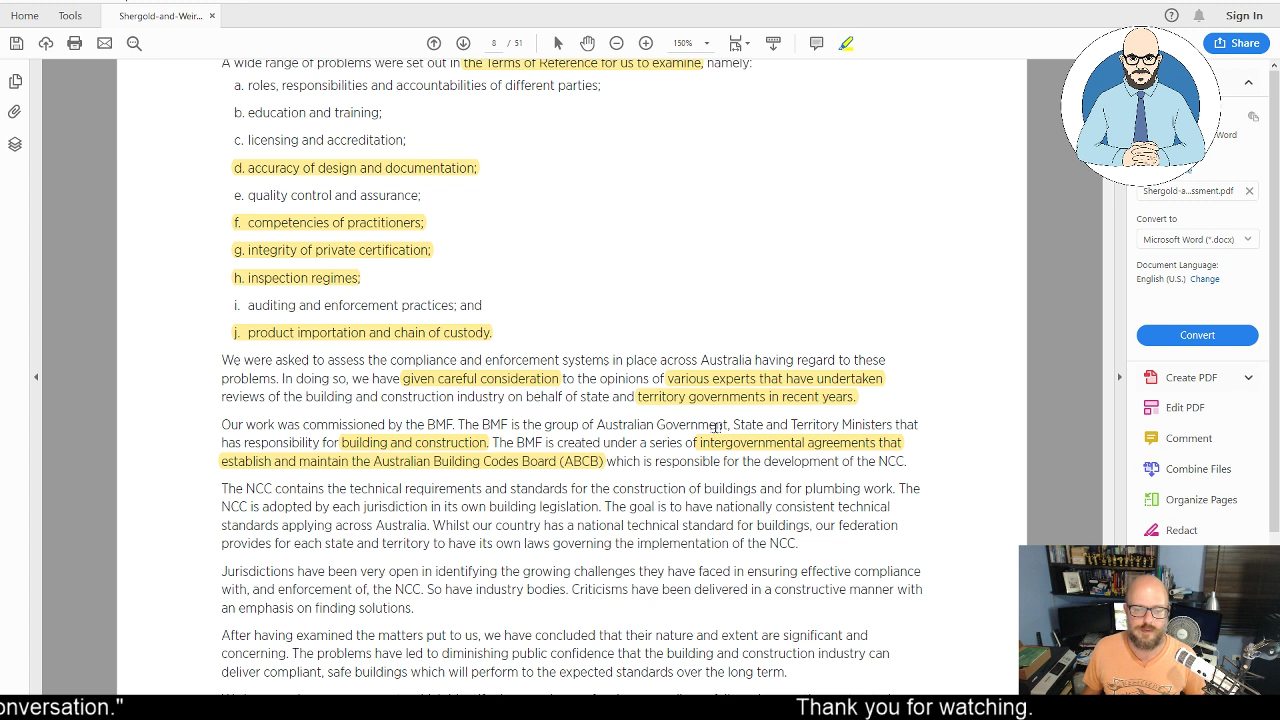 Home
Tools
Shergold-and-Weir...
Sign In
8 / 51
150%
Share
A wide range of problems were set out in the Terms of Reference for us to examine, namely:
a. roles, responsibilities and accountabilities of different parties;
b. education and training;
c. licensing and accreditation;
d. accuracy of design and documentation;
e. quality control and assurance;
f. competencies of practitioners;
g. integrity of private certification;
h. inspection regimes;
i. auditing and enforcement practices; and
j. product importation and chain of custody.
We were asked to assess the compliance and enforcement systems in place across Australia having regard to these
problems. In doing so, we have given careful consideration to the opinions of various experts that have undertaken
reviews of the building and construction industry on behalf of state and territory governments in recent years.
Our work was commissioned by the BMF. The BMF is the group of Australian Government, State and Territory Ministers that
has responsibility for building and construction. The BMF is created under a series of intergovernmental agreements that
establish and maintain the Australian Building Codes Board (ABCB) which is responsible for the development of the NCC.
The NCC contains the technical requirements and standards for the construction of buildings and for plumbing work. The
NCC is adopted by each jurisdiction in its own building legislation. The goal is to have nationally consistent technical
standards applying across Australia. Whilst our country has a national technical standard for buildings, our federation
provides for each state and territory to have its own laws governing the implementation of the NCC.
Jurisdictions have been very open in identifying the growing challenges they have faced in ensuring effective compliance
with, and enforcement of, the NCC. So have industry bodies. Criticisms have been delivered in a constructive manner with
an emphasis on finding solutions.
After having examined the matters put to us, we have concluded that their nature and extent are significant and
concerning. The problems have led to diminishing public confidence that the building and construction industry can
deliver compliant, safe buildings which will perform to the expected standards over the long term.
Word
Shergold-a...ssment.pdf
Convert to
Microsoft Word (*.docx)
Document Language:
English (U.S.) Change
Convert
Create PDF
Edit PDF
Comment
Combine Files
Organize Pages
Redact
onversation."
Thank you for watching.